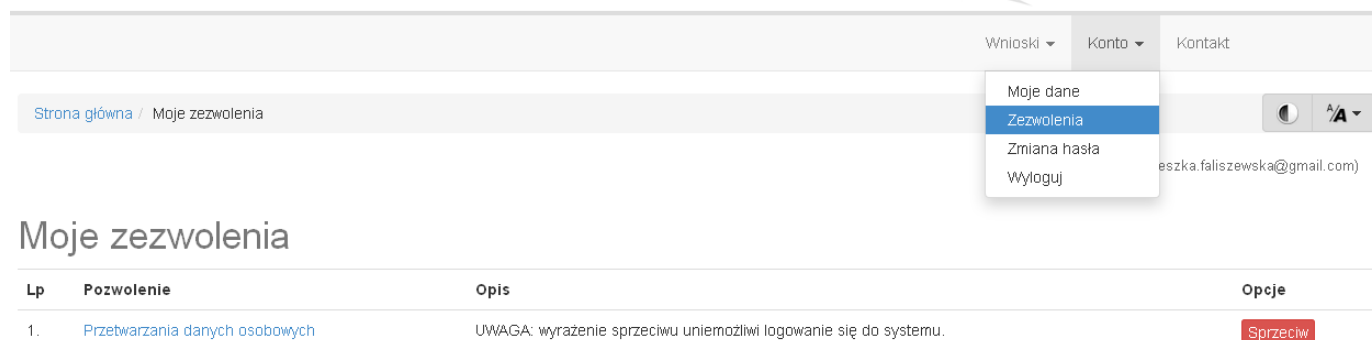 Wnioski Konto Kontakt
Moje dane
Strona główna / Moje zezwolenia
Zezwolenia
A/A
Zmiana hasła
eszka.faliszewska@gmail.com)
Wyloguj
Moje zezwolenia
Lp Pozwolenie Opis Opcje
1. Przetwarzania danych osobowych UWAGA: wyrażenie sprzeciwu uniemożliwi logowanie się do systemu. Sprzeciw